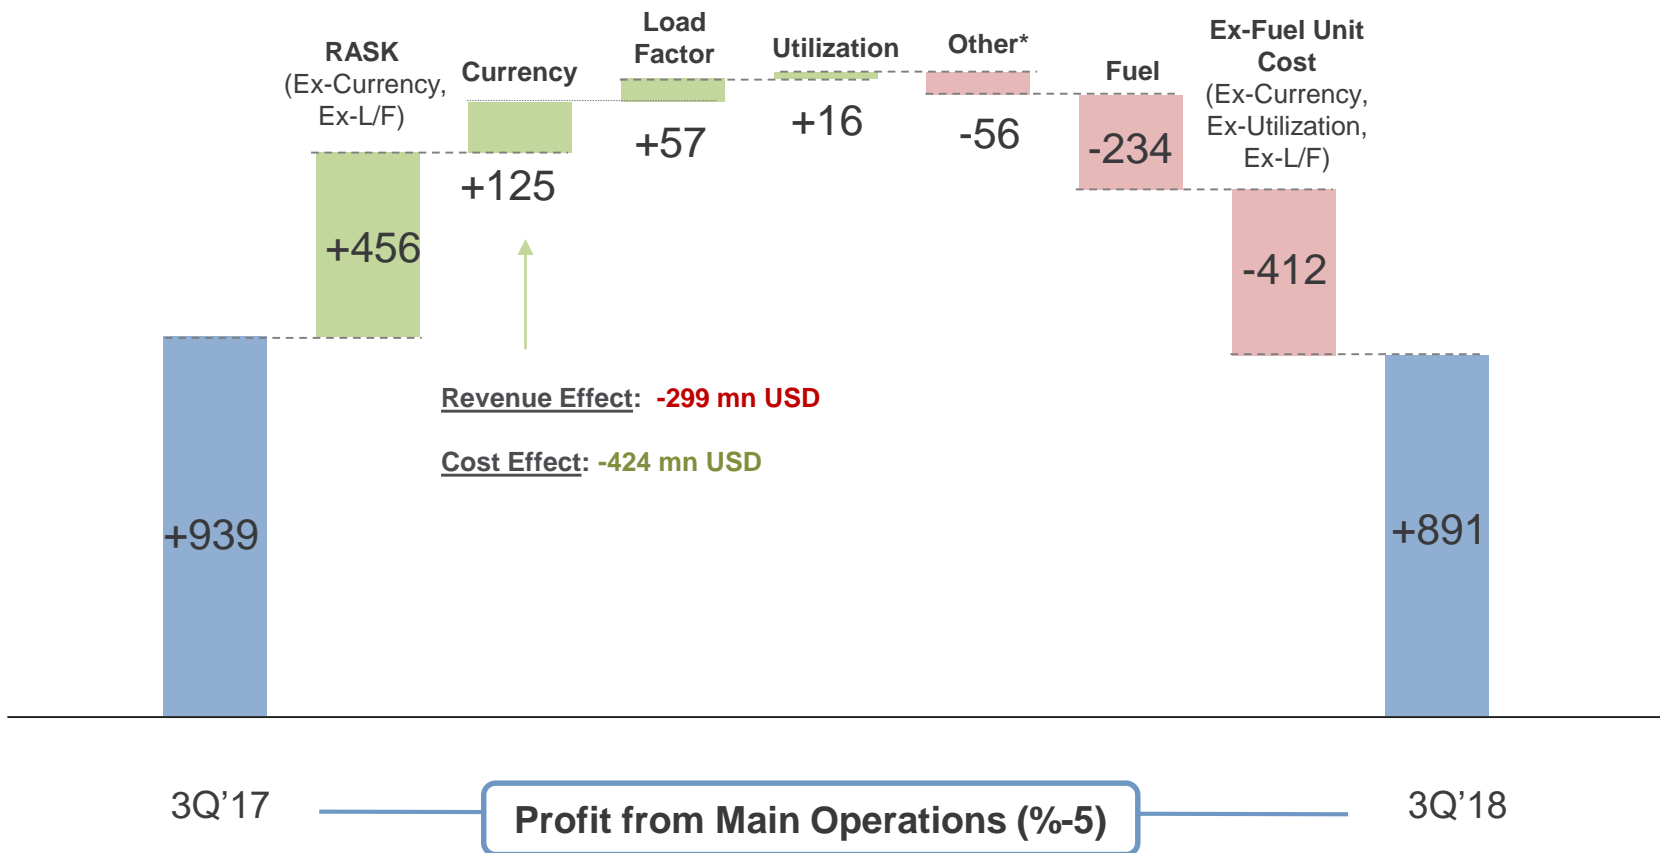 RASK
(Ex-Currency,
Ex-L/F)
+456
Currency
+125
Load
Factor
+57
Utilization
+16
Other*
-56
Fuel
-234
Ex-Fuel Unit
Cost
(Ex-Currency,
Ex-Utilization,
Ex-L/F)
-412
Revenue Effect: -299 mn USD
Cost Effect: -424 mn USD
+939
+891
3Q’17
Profit from Main Operations (%-5)
3Q’18